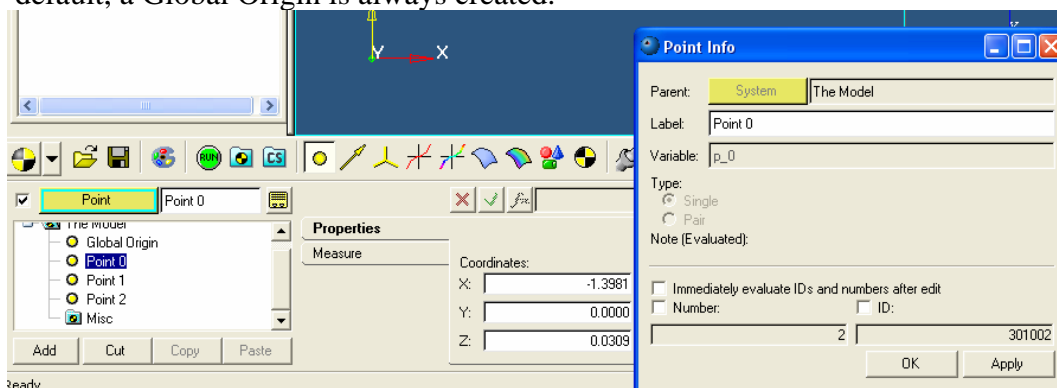 default, a Global Origin is always created.
Y X
Point Info
Parent: System The Model
Label: Point 0
Variable: p_0
Type:
Single
Pair
Note (Evaluated):
Immediately evaluate IDs and numbers after edit
Number: ID:
2 301002
OK Apply
RUN CS
Point Point 0
The Model
Global Origin
Point 0
Point 1
Point 2
Misc
Add Cut Copy Paste
Properties
Measure
fx
Coordinates:
X: -1.3981
Y: 0.0000
Z: 0.0309
Ready